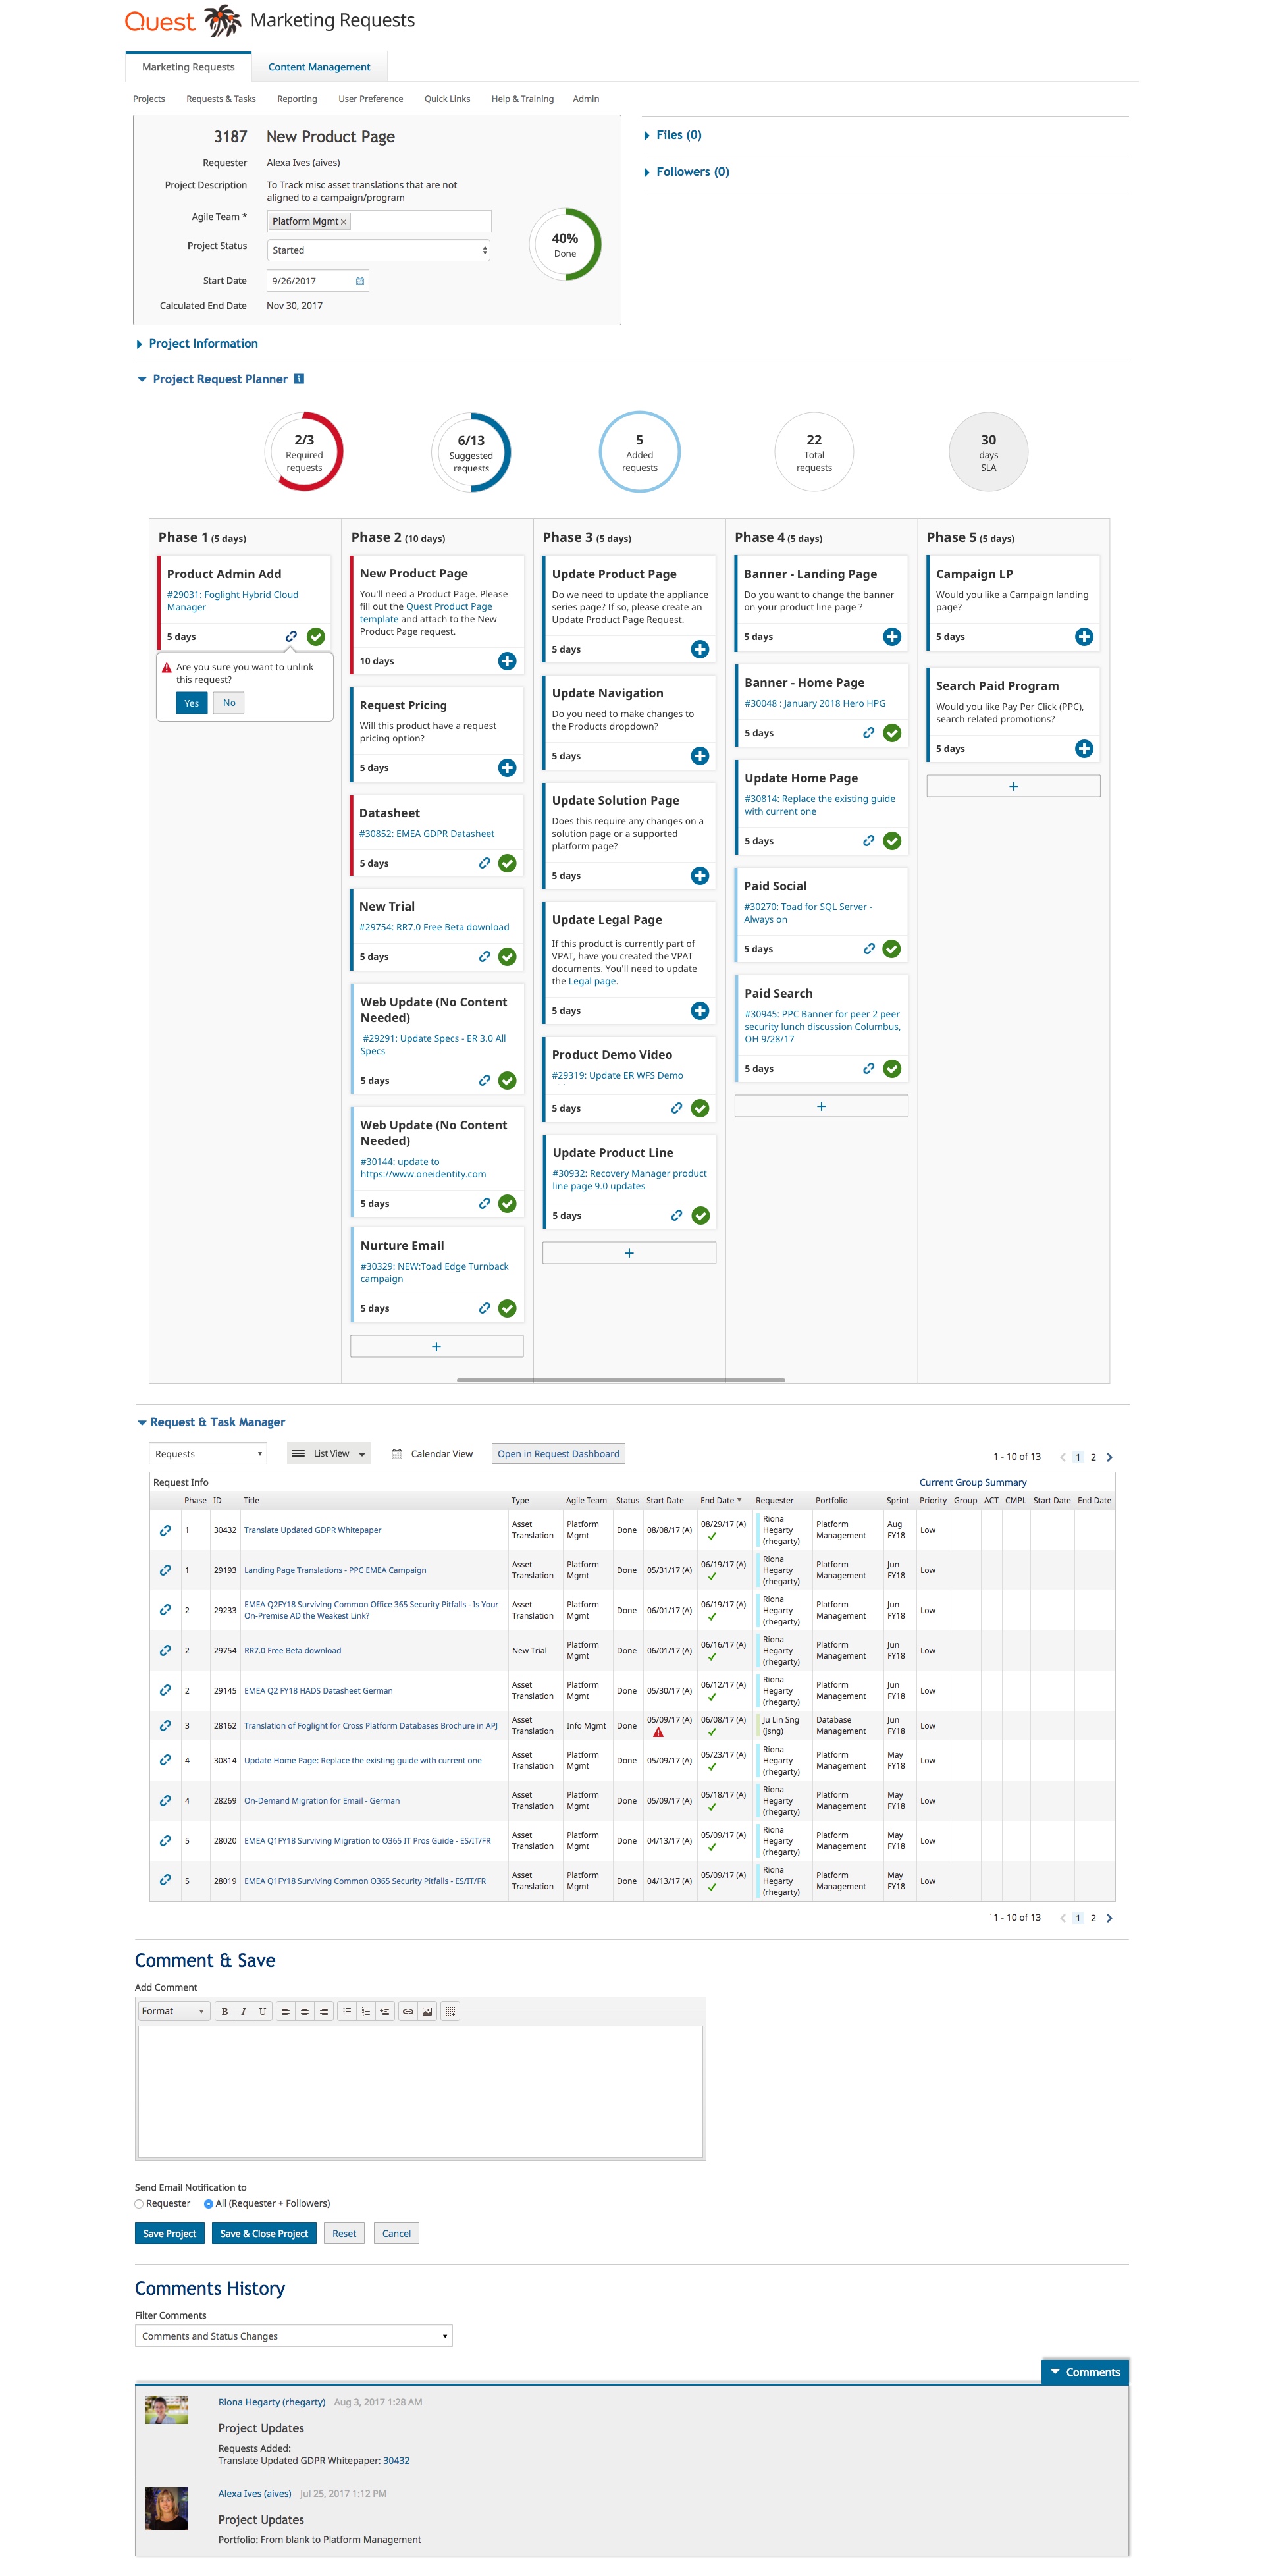 Quest Marketing Requests
Marketing Requests
Content Management
Projects
Requests & Tasks
Reporting
User Preference
Quick Links
Help & Training
Admin
3187 New Product Page
Requester Alexa Ives (aives)
Project Description To Track misc asset translations that are not
aligned to a campaign/program
Agile Team * Platform Mgmt ×
Project Status Started
Start Date 9/26/2017
Calculated End Date Nov 30, 2017
40%
Done
Files (0)
Followers (0)
Project Information
Project Request Planner i
2/3
Required
requests
6/13
Suggested
requests
5
Added
requests
22
Total
requests
30
days
SLA
Phase 1 (5 days)
Product Admin Add
#29031: Foglight Hybrid Cloud
Manager
5 days
Are you sure you want to unlink
this request?
Yes
No
Phase 2 (10 days)
New Product Page
You'll need a Product Page. Please
fill out the Quest Product Page
template and attach to the New
Product Page request.
10 days
Request Pricing
Will this product have a request
pricing option?
5 days
Datasheet
#30852: EMEA GDPR Datasheet
5 days
New Trial
#29754: RR7.0 Free Beta download
5 days
Web Update (No Content
Needed)
#29291: Update Specs - ER 3.0 All
Specs
5 days
Web Update (No Content
Needed)
#30144: update to
https://www.oneidentity.com
5 days
Nurture Email
#30329: NEW:Toad Edge Turnback
campaign
5 days
+
Phase 3 (5 days)
Update Product Page
Do we need to update the appliance
series page? If so, please create an
Update Product Page Request.
5 days
Update Navigation
Do you need to make changes to
the Products dropdown?
5 days
Update Solution Page
Does this require any changes on a
solution page or a supported
platform page?
5 days
Update Legal Page
If this product is currently part of
VPAT, have you created the VPAT
documents. You'll need to update
the Legal page.
5 days
Product Demo Video
#29319: Update ER WFS Demo
5 days
Update Product Line
#30932: Recovery Manager product
line page 9.0 updates
5 days
+
Phase 4 (5 days)
Banner - Landing Page
Do you want to change the banner
on your product line page ?
5 days
Banner - Home Page
#30048 : January 2018 Hero HPG
5 days
Update Home Page
#30814: Replace the existing guide
with current one
5 days
Paid Social
#30270: Toad for SQL Server -
Always on
5 days
Paid Search
#30945: PPC Banner for peer 2 peer
security lunch discussion Columbus,
OH 9/28/17
5 days
+
Phase 5 (5 days)
Campaign LP
Would you like a Campaign landing
page?
5 days
Search Paid Program
Would you like Pay Per Click (PPC),
search related promotions?
5 days
+
Request & Task Manager
Requests
List View
Calendar View
Open in Request Dashboard
1 - 10 of 13 < 1 2 >
Request Info Current Group Summary
Phase ID Title Type Agile Team Status Start Date End Date Requester Portfolio Sprint Priority Group ACT CMPL Start Date End Date
1 30432 Translate Updated GDPR Whitepaper Asset Translation Platform Mgmt Done 08/08/17 (A) 08/29/17 (A) Riona Hegarty (rhegarty) Platform Management Aug FY18 Low
1 29193 Landing Page Translations - PPC EMEA Campaign Asset Translation Platform Mgmt Done 05/31/17 (A) 06/19/17 (A) Riona Hegarty (rhegarty) Platform Management Jun FY18 Low
2 29233 EMEA Q2FY18 Surviving Common Office 365 Security Pitfalls - Is Your On-Premise AD the Weakest Link? Asset Translation Platform Mgmt Done 06/01/17 (A) 06/19/17 (A) Riona Hegarty (rhegarty) Platform Management Jun FY18 Low
2 29754 RR7.0 Free Beta download New Trial Platform Mgmt Done 06/01/17 (A) 06/16/17 (A) Riona Hegarty (rhegarty) Platform Management Jun FY18 Low
2 29145 EMEA Q2 FY18 HADS Datasheet German Asset Translation Platform Mgmt Done 05/30/17 (A) 06/12/17 (A) Riona Hegarty (rhegarty) Platform Management Jun FY18 Low
3 28162 Translation of Foglight for Cross Platform Databases Brochure in APJ Asset Translation Info Mgmt Done 05/09/17 (A) 06/08/17 (A) Ju Lin Sng (jsng) Database Management Jun FY18 Low
4 30814 Update Home Page: Replace the existing guide with current one Asset Translation Platform Mgmt Done 05/09/17 (A) 05/23/17 (A) Riona Hegarty (rhegarty) Platform Management May FY18 Low
4 28269 On-Demand Migration for Email - German Asset Translation Platform Mgmt Done 05/09/17 (A) 05/18/17 (A) Riona Hegarty (rhegarty) Platform Management May FY18 Low
5 28020 EMEA Q1FY18 Surviving Migration to O365 IT Pros Guide - ES/IT/FR Asset Translation Platform Mgmt Done 04/13/17 (A) 05/09/17 (A) Riona Hegarty (rhegarty) Platform Management May FY18 Low
5 28019 EMEA Q1FY18 Surviving Common O365 Security Pitfalls - ES/IT/FR Asset Translation Platform Mgmt Done 04/13/17 (A) 05/09/17 (A) Riona Hegarty (rhegarty) Platform Management May FY18 Low
1 - 10 of 13 < 1 2 >
Comment & Save
Add Comment
Format B I U
Send Email Notification to
Requester All (Requester + Followers)
Save Project
Save & Close Project
Reset
Cancel
Comments History
Filter Comments
Comments and Status Changes
Comments
Riona Hegarty (rhegarty) Aug 3, 2017 1:28 AM
Project Updates
Requests Added:
Translate Updated GDPR Whitepaper: 30432
Alexa Ives (aives) Jul 25, 2017 1:12 PM
Project Updates
Portfolio: From blank to Platform Management